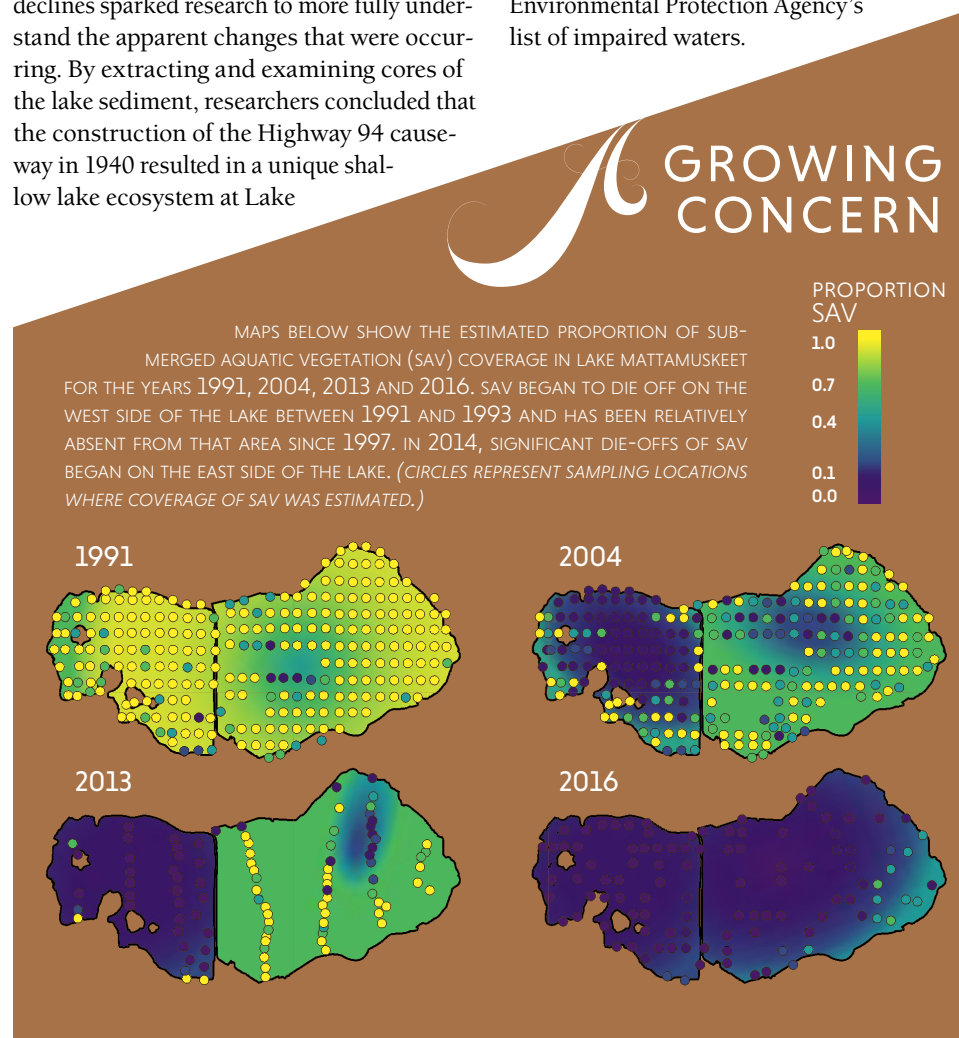 declines sparked research to more fully under-
stand the apparent changes that were occur-
ring. By extracting and examining cores of
the lake sediment, researchers concluded that
the construction of the Highway 94 cause-
way in 1940 resulted in a unique shal-
low lake ecosystem at Lake
Environmental Protection Agency's
list of impaired waters.
A GROWING
CONCERN
MAPS BELOW SHOW THE ESTIMATED PROPORTION OF SUB-
MERGED AQUATIC VEGETATION (SAV) COVERAGE IN LAKE MATTAMUSKEET
FOR THE YEARS 1991, 2004, 2013 AND 2016. SAV BEGAN TO DIE OFF ON THE
WEST SIDE OF THE LAKE BETWEEN 1991 AND 1993 AND HAS BEEN RELATIVELY
ABSENT FROM THAT AREA SINCE 1997. IN 2014, SIGNIFICANT DIE-OFFS OF SAV
BEGAN ON THE EAST SIDE OF THE LAKE. (CIRCLES REPRESENT SAMPLING LOCATIONS
WHERE COVERAGE OF SAV WAS ESTIMATED.)
PROPORTION
SAV
1.0
0.7
0.4
0.1
0.0
1991
2004
2013
2016